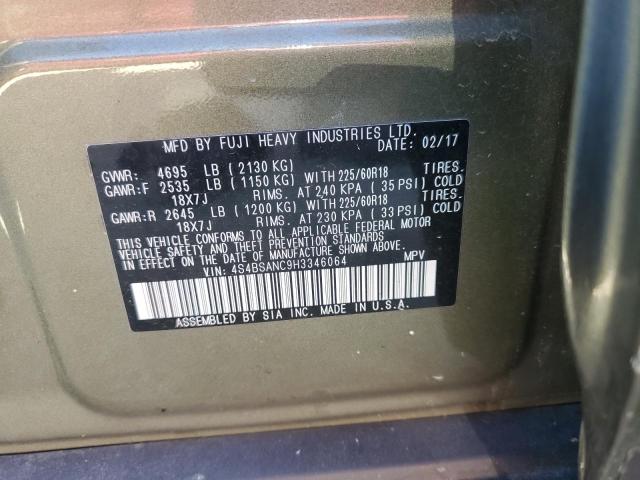 MFD BY FUJI HEAVY INDUSTRIES LTD.
DATE: 02/17
GVWR: 4695 LB (2130 KG)
GAWR:F 2535 LB (1150 KG) WITH 225/60R18 TIRES.
18X7J RIMS. AT 240 KPA (35 PSI) COLD
GAWR:R 2645 LB (1200 KG) WITH 225/60R18 TIRES.
18X7J RIMS. AT 230 KPA (33 PSI) COLD
THIS VEHICLE CONFORMS TO ALL APPLICABLE FEDERAL MOTOR
VEHICLE SAFETY, BUMPER, AND THEFT PREVENTION STANDARDS
IN EFFECT ON THE DATE OF MANUFACTURE SHOWN ABOVE.
VIN: 4S4BSANC9H3346064 MPV
ASSEMBLED BY SIA INC. MADE IN U.S.A.